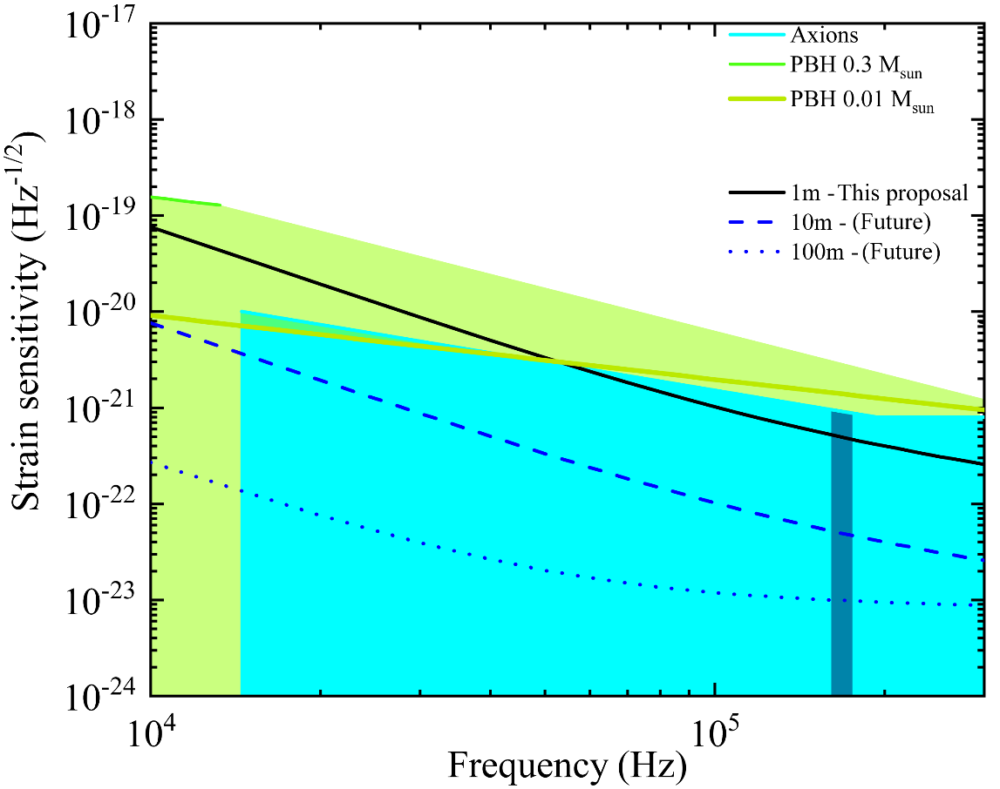 10^-17
10^-18
10^-19
10^-20
10^-21
10^-22
10^-23
10^-24
Strain sensitivity (Hz^-1/2)
Axions
PBH 0.3 M_sun
PBH 0.01 M_sun
1m - This proposal
10m - (Future)
100m - (Future)
10^4
10^5
Frequency (Hz)